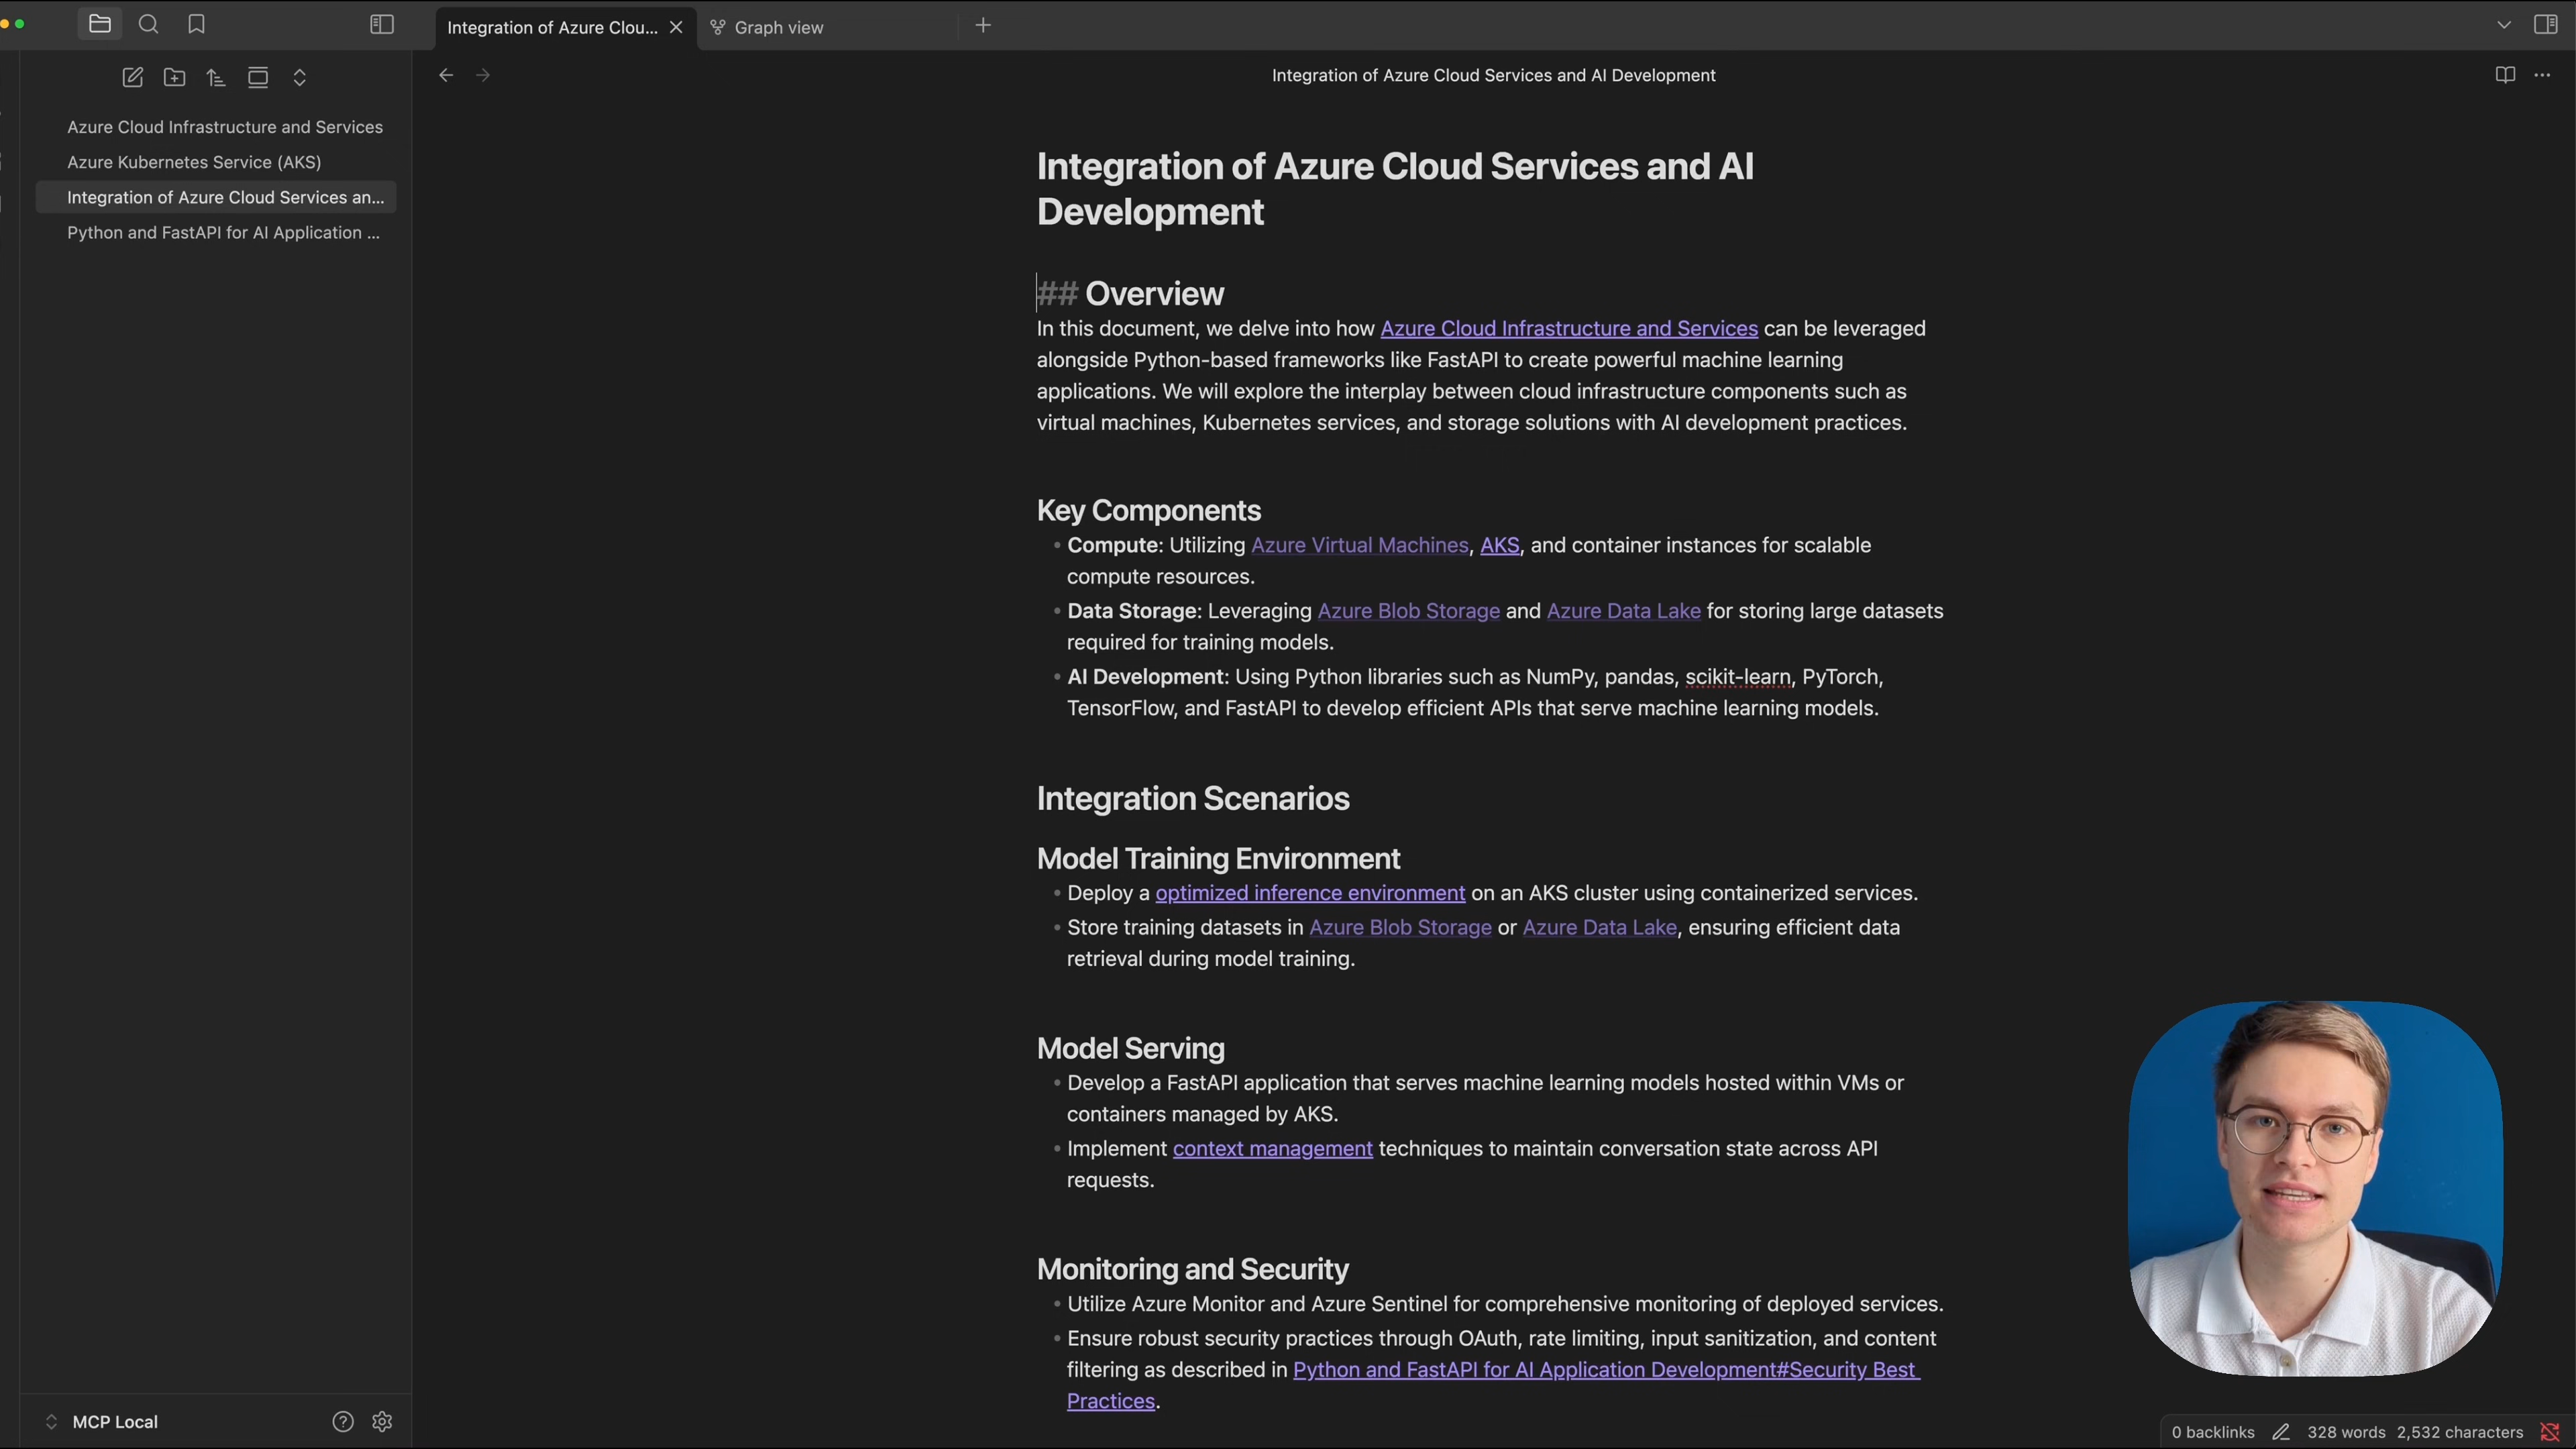 Integration of Azure Clou...
Graph view
Integration of Azure Cloud Services and AI Development
Azure Cloud Infrastructure and Services
Azure Kubernetes Service (AKS)
Integration of Azure Cloud Services an...
Python and FastAPI for AI Application ...
Integration of Azure Cloud Services and AI
Development
## Overview
In this document, we delve into how Azure Cloud Infrastructure and Services can be leveraged
alongside Python-based frameworks like FastAPI to create powerful machine learning
applications. We will explore the interplay between cloud infrastructure components such as
virtual machines, Kubernetes services, and storage solutions with AI development practices.
Key Components
• Compute: Utilizing Azure Virtual Machines, AKS, and container instances for scalable
compute resources.
• Data Storage: Leveraging Azure Blob Storage and Azure Data Lake for storing large datasets
required for training models.
• AI Development: Using Python libraries such as NumPy, pandas, scikit-learn, PyTorch,
TensorFlow, and FastAPI to develop efficient APIs that serve machine learning models.
Integration Scenarios
Model Training Environment
• Deploy a optimized inference environment on an AKS cluster using containerized services.
• Store training datasets in Azure Blob Storage or Azure Data Lake, ensuring efficient data
retrieval during model training.
Model Serving
• Develop a FastAPI application that serves machine learning models hosted within VMs or
containers managed by AKS.
• Implement context management techniques to maintain conversation state across API
requests.
Monitoring and Security
• Utilize Azure Monitor and Azure Sentinel for comprehensive monitoring of deployed services.
• Ensure robust security practices through OAuth, rate limiting, input sanitization, and content
filtering as described in Python and FastAPI for AI Application Development#Security Best
Practices.
MCP Local
0 backlinks 328 words 2,532 characters